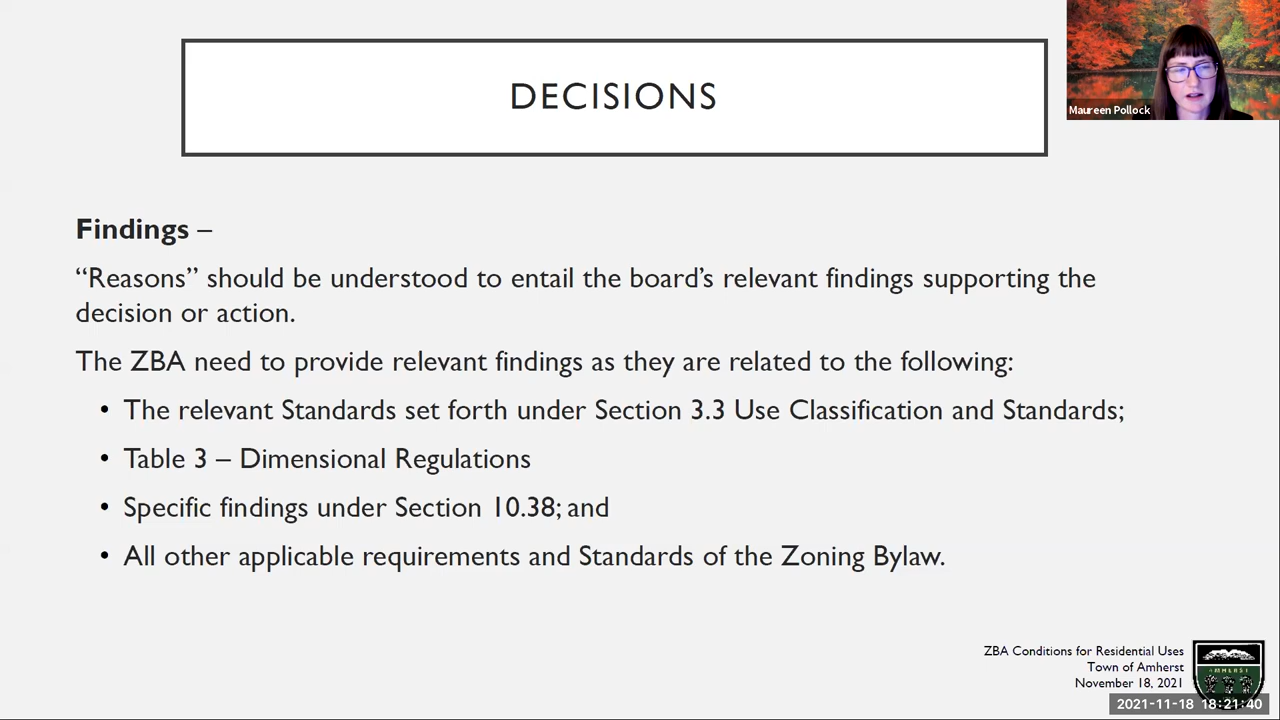 DECISIONS
Maureen Pollock
Findings –
“Reasons” should be understood to entail the board’s relevant findings supporting the
decision or action.
The ZBA need to provide relevant findings as they are related to the following:
• The relevant Standards set forth under Section 3.3 Use Classification and Standards;
• Table 3 – Dimensional Regulations
• Specific findings under Section 10.38; and
• All other applicable requirements and Standards of the Zoning Bylaw.
ZBA Conditions for Residential Uses
Town of Amherst
November 18, 2021
AMHERST
2021-11-18 18:21:40